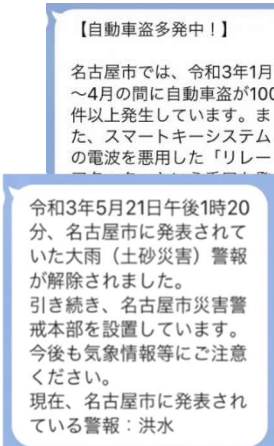 【自動車盗多発中！】
名古屋市では、令和3年1月
～4月の間に自動車盗が100
件以上発生しています。ま
た、スマートキーシステム
の電波を悪用した「リレー
令和3年5月21日午後1時20
分、名古屋市に発表されて
いた大雨（土砂災害）警報
が解除されました。
引き続き、名古屋市災害警
戒本部を設置しています。
今後も気象情報等にご注意
ください。
現在、名古屋市に発表され
ている警報：洪水